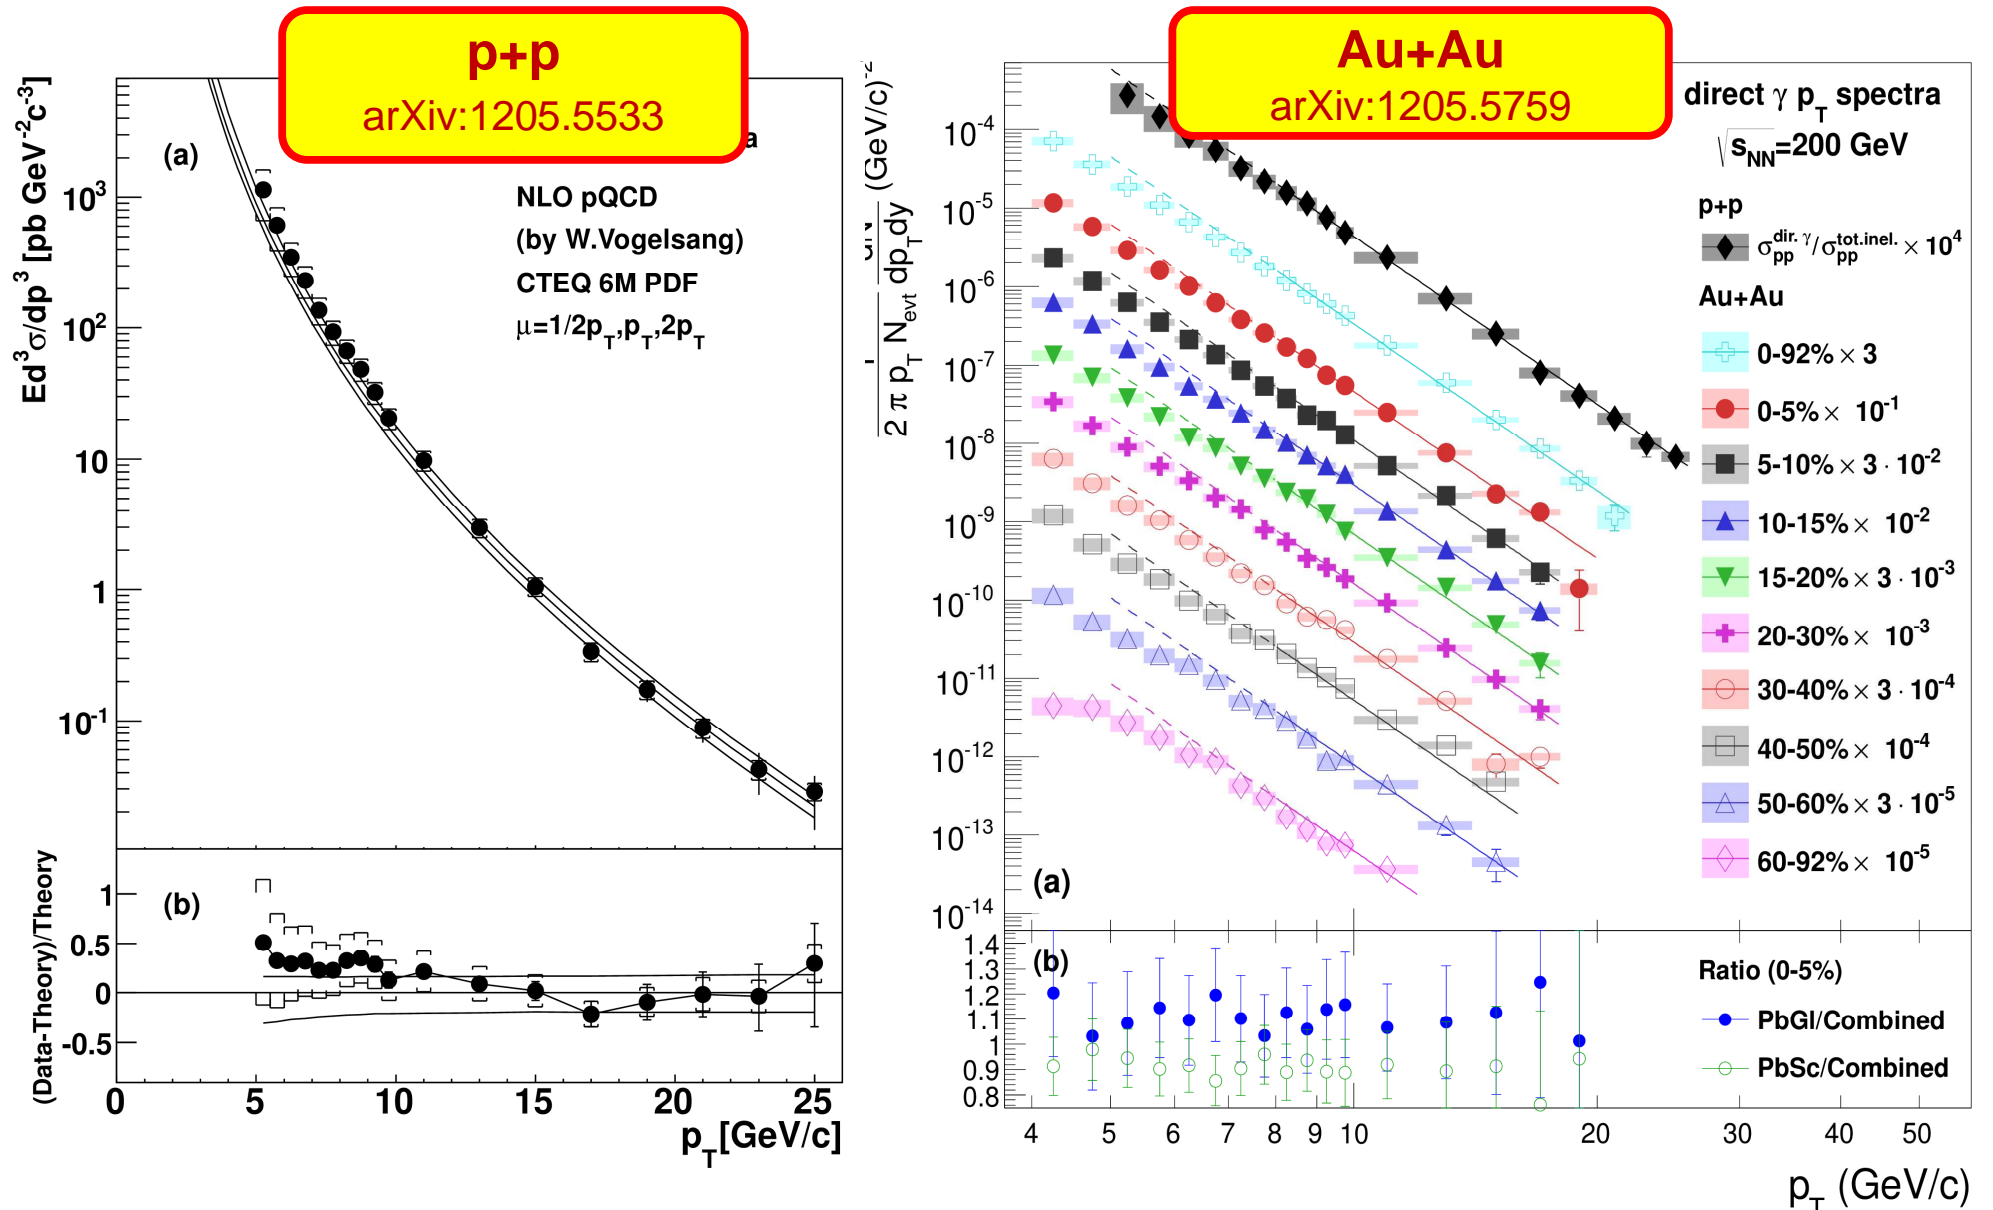 p+p
arXiv:1205.5533
Ed³σ/dp³ [pb GeV⁻²c⁻³]
(a)
a
NLO pQCD
(by W.Vogelsang)
CTEQ 6M PDF
μ=1/2p_T,p_T,2p_T
10³
10²
10
1
10⁻¹
(Data-Theory)/Theory
(b)
1
0.5
0
-0.5
0 5 10 15 20 25
p_T[GeV/c]
Au+Au
arXiv:1205.5759
2 π p_T N_evt dp_T dy (GeV/c)⁻²
10⁻⁴
10⁻⁵
10⁻⁶
10⁻⁷
10⁻⁸
10⁻⁹
10⁻¹⁰
10⁻¹¹
10⁻¹²
10⁻¹³
10⁻¹⁴
(a)
direct γ p_T spectra
√s_NN=200 GeV
p+p
σ_pp^dir. γ/σ_pp^tot.inel. × 10⁴
Au+Au
0-92% × 3
0-5% × 10⁻¹
5-10% × 3 · 10⁻²
10-15% × 10⁻²
15-20% × 3 · 10⁻³
20-30% × 10⁻³
30-40% × 3 · 10⁻⁴
40-50% × 10⁻⁴
50-60% × 3 · 10⁻⁵
60-92% × 10⁻⁵
(b)
1.4
1.3
1.2
1.1
1
0.9
0.8
Ratio (0-5%)
PbGl/Combined
PbSc/Combined
4 5 6 7 8 9 10 20 30 40 50
p_T (GeV/c)